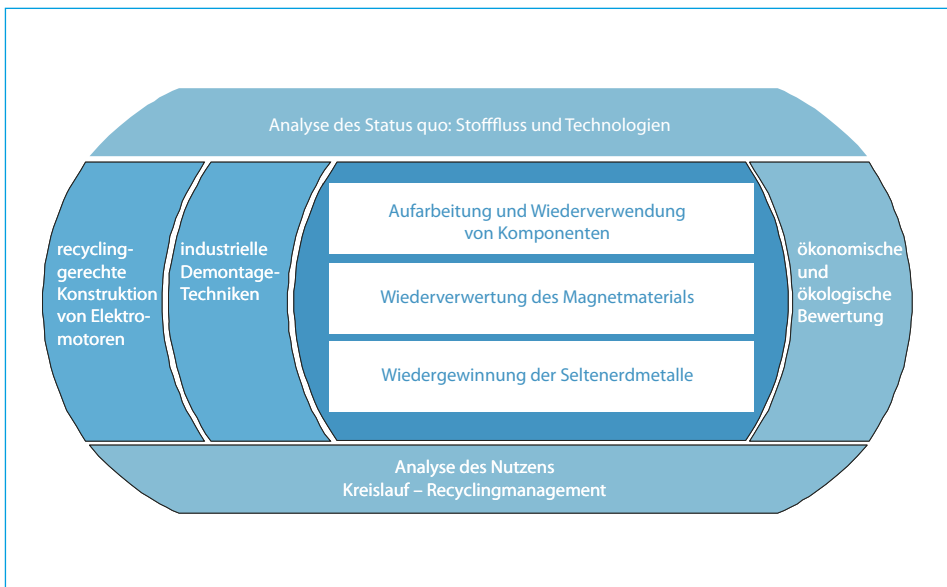 Analyse des Status quo: Stofffluss und Technologien
recycling-
gerechte
Konstruktion
von Elektro-
motoren
industrielle
Demontage-
Techniken
Aufarbeitung und Wiederverwendung
von Komponenten
Wiederverwertung des Magnetmaterials
Wiedergewinnung der Seltenerdmetalle
ökonomische
und
ökologische
Bewertung
Analyse des Nutzens
Kreislauf – Recyclingmanagement